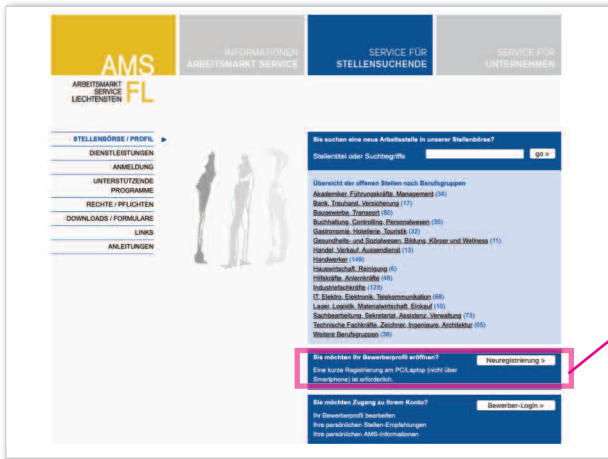 AMS
ARBEITSMARKT
SERVICE
LIECHTENSTEIN
FL
INFORMATIONEN
ARBEITSMARKT SERVICE
SERVICE FÜR
STELLENSUCHENDE
SERVICE FÜR
UNTERNEHMEN
STELLENBÖRSE / PROFIL
DIENSTLEISTUNGEN
ANMELDUNG
UNTERSTÜTZENDE
PROGRAMME
RECHTE / PFLICHTEN
DOWNLOADS / FORMULARE
LINKS
ANLEITUNGEN
Sie suchen eine neue Arbeitsstelle in unserer Stellenbörse?
Stellentitel oder Suchbegriffe
go >
Übersicht der offenen Stellen nach Berufsgruppen
Akademiker, Führungskräfte, Management (34)
Bank, Treuhand, Versicherung (17)
Baugewerbe, Transport (80)
Buchhaltung, Controlling, Personalwesen (35)
Gastronomie, Hotellerie, Touristik (32)
Gesundheits- und Sozialwesen, Bildung, Körper und Wellness (11)
Handel, Verkauf, Aussendienst (13)
Handwerker (149)
Hauswirtschaft, Reinigung (6)
Hilfskräfte, Anlernkräfte (46)
Industriefachkräfte (123)
IT, Elektro, Elektronik, Telekommunikation (68)
Lager, Logistik, Materialwirtschaft, Einkauf (10)
Sachbearbeitung, Sekretariat, Assistenz, Verwaltung (73)
Technische Fachkräfte, Zeichner, Ingenieure, Architektur (65)
Weitere Berufsgruppen (38)
Sie möchten Ihr Bewerberprofil eröffnen?
Neuregistrierung >
Eine kurze Registrierung am PC/Laptop (nicht über
Smartphone) ist erforderlich.
Sie möchten Zugang zu Ihrem Konto?
Bewerber-Login >
Ihr Bewerberprofil bearbeiten
Ihre persönlichen Stellen-Empfehlungen
Ihre persönlichen AMS-Informationen